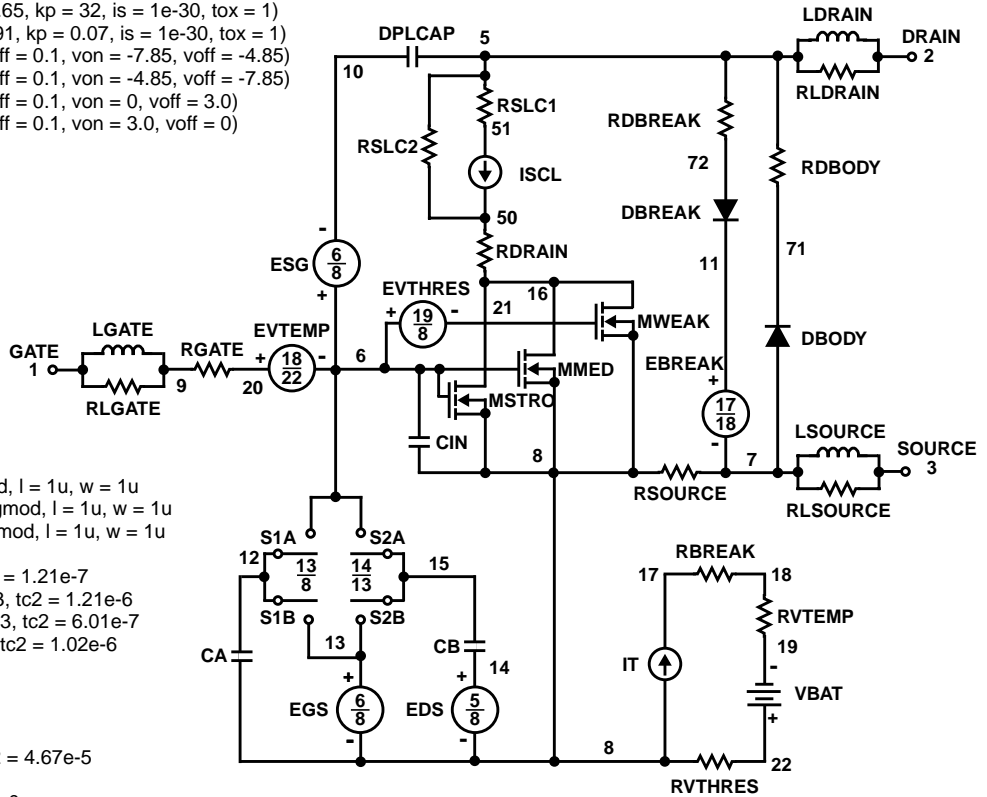 .65, kp = 32, is = 1e-30, tox = 1)
91, kp = 0.07, is = 1e-30, tox = 1)
ff = 0.1, von = -7.85, voff = -4.85)
ff = 0.1, von = -4.85, voff = -7.85)
ff = 0.1, von = 0, voff = 3.0)
ff = 0.1, von = 3.0, voff = 0)
LDRAIN
DPLCAP
5
DRAIN
2
10
RLDRAIN
RSLC1
51
RSLC2
ISCL
RDBREAK
72
RDBODY
DBREAK
50
RDRAIN
71
11
ESG
6
8
EVTHRES
19
8
21
16
MWEAK
LGATE
EVTEMP
GATE
1
RGATE
18
22
6
EBREAK
DBODY
MMED
9
20
MSTRO
17
18
RLGATE
CIN
LSOURCE
SOURCE
3
8
7
RSOURCE
RLSOURCE
d, l = 1u, w = 1u
gmod, l = 1u, w = 1u
mod, l = 1u, w = 1u
S1A
S2A
12
13
8
14
13
15
RBREAK
17
18
= 1.21e-7
3, tc2 = 1.21e-6
3, tc2 = 6.01e-7
tc2 = 1.02e-6
S1B
S2B
RVTEMP
19
13
CA
CB
14
IT
VBAT
EGS
6
8
EDS
5
8
= 4.67e-5
8
22
RVTHRES